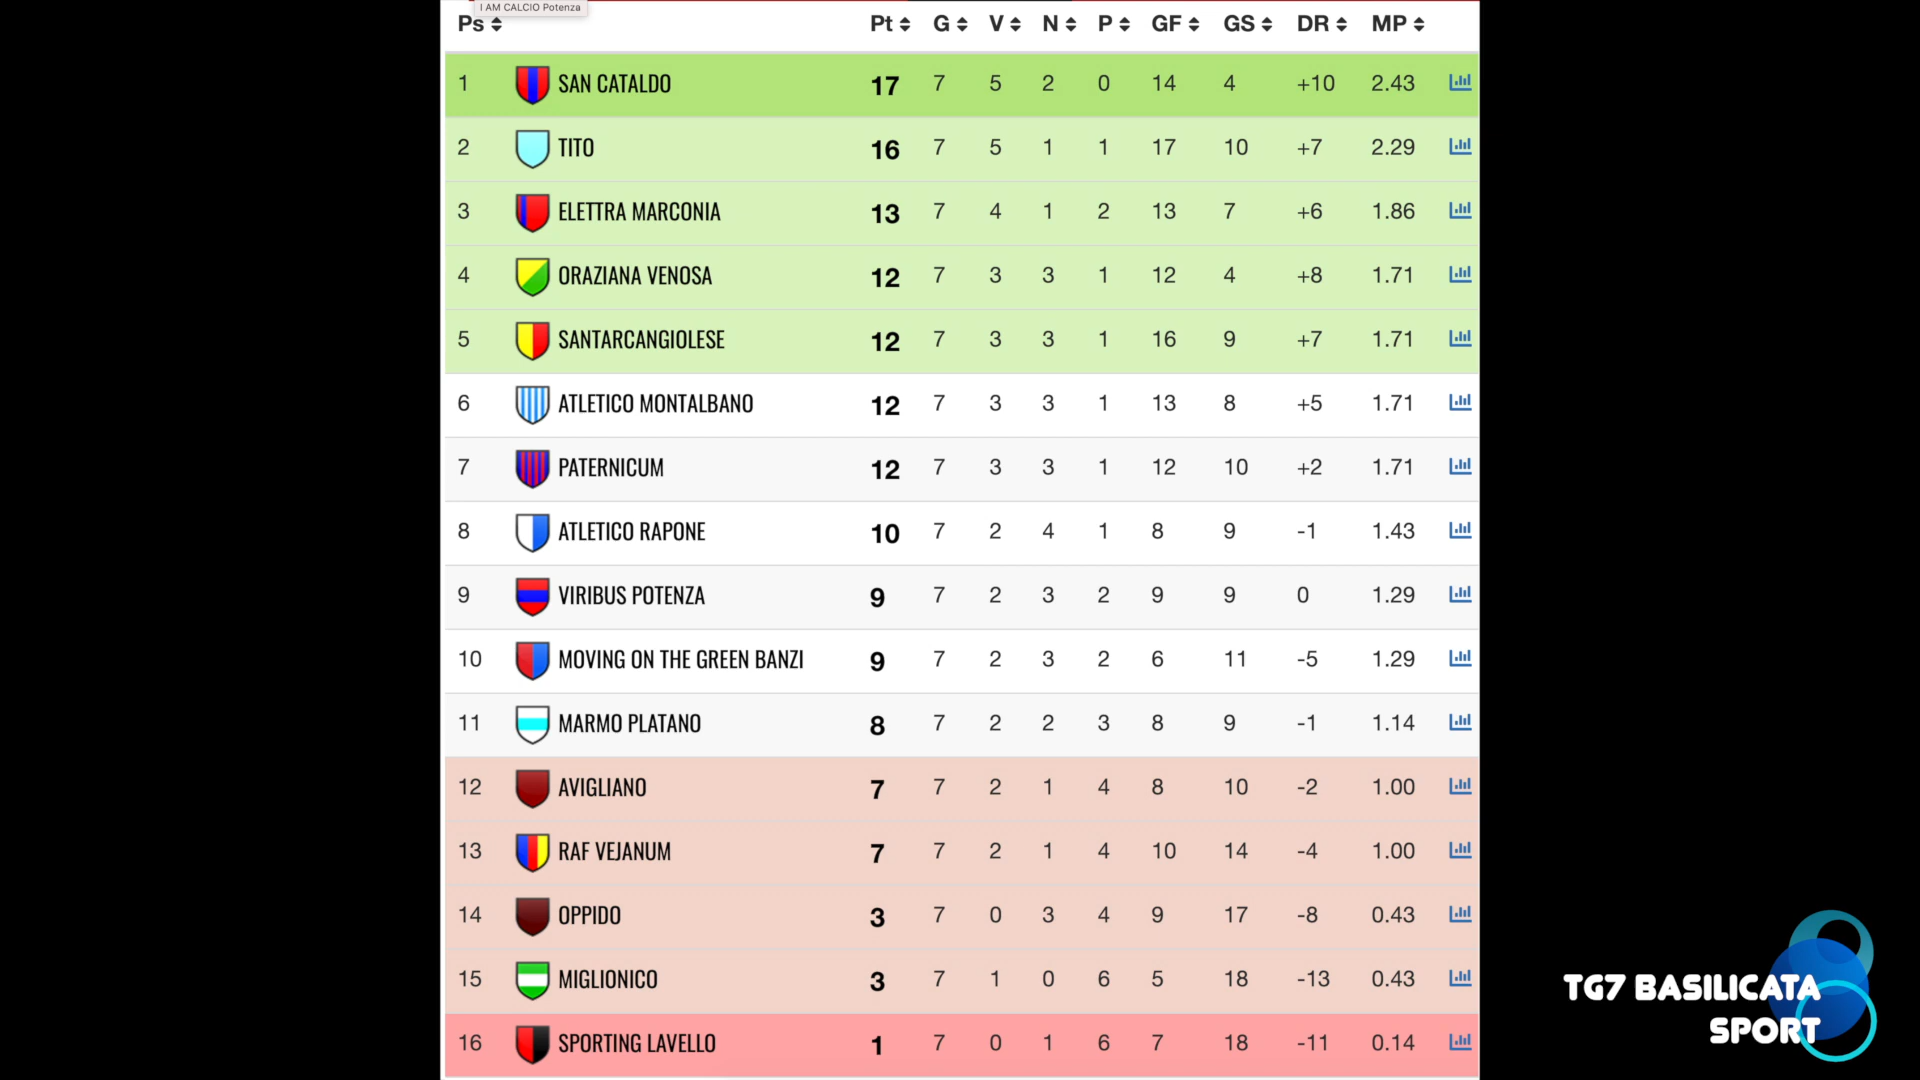 I AM CALCIO Potenza
Ps Pt G V N P GF GS DR MP
1 SAN CATALDO 17 7 5 2 0 14 4 +10 2.43
2 TITO 16 7 5 1 1 17 10 +7 2.29
3 ELETTRA MARCONIA 13 7 4 1 2 13 7 +6 1.86
4 ORAZIANA VENOSA 12 7 3 3 1 12 4 +8 1.71
5 SANTARCANGIOLESE 12 7 3 3 1 16 9 +7 1.71
6 ATLETICO MONTALBANO 12 7 3 3 1 13 8 +5 1.71
7 PATERNICUM 12 7 3 3 1 12 10 +2 1.71
8 ATLETICO RAPONE 10 7 2 4 1 8 9 -1 1.43
9 VIRIBUS POTENZA 9 7 2 3 2 9 9 0 1.29
10 MOVING ON THE GREEN BANZI 9 7 2 3 2 6 11 -5 1.29
11 MARMO PLATANO 8 7 2 2 3 8 9 -1 1.14
12 AVIGLIANO 7 7 2 1 4 8 10 -2 1.00
13 RAF VEJANUM 7 7 2 1 4 10 14 -4 1.00
14 OPPIDO 3 7 0 3 4 9 17 -8 0.43
15 MIGLIONICO 3 7 1 0 6 5 18 -13 0.43
16 SPORTING LAVELLO 1 7 0 1 6 7 18 -11 0.14
TG7 BASILICATA
SPORT